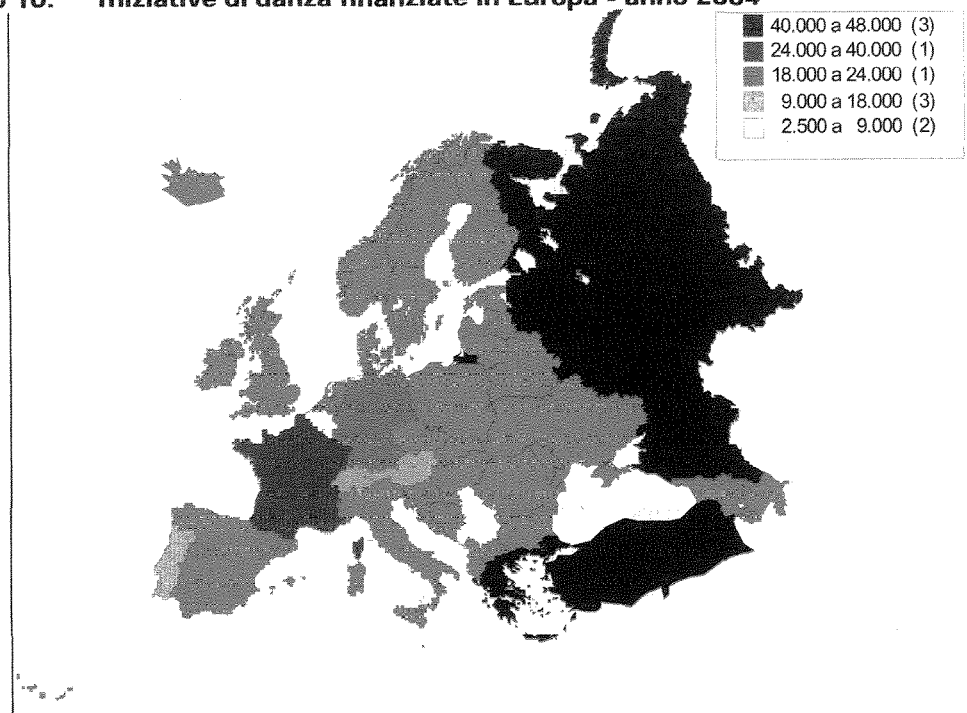 10. Iniziative di danza finanziate in Europa - anno 2004
40.000 a 48.000 (3)
24.000 a 40.000 (1)
18.000 a 24.000 (1)
9.000 a 18.000 (3)
2.500 a 9.000 (2)